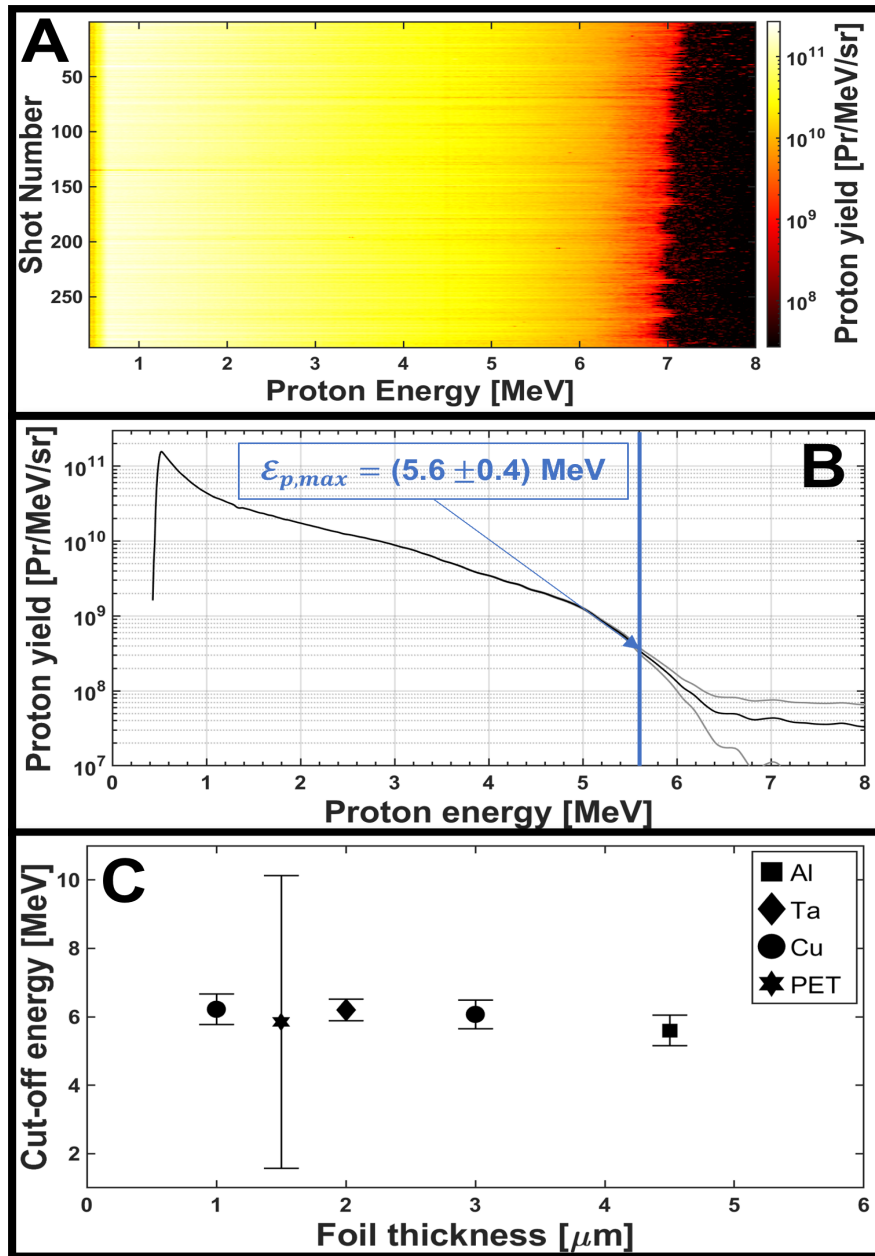 A
Shot Number
50
100
150
200
250
1 2 3 4 5 6 7 8
Proton Energy [MeV]
10¹¹
10¹⁰
10⁹
10⁸
Proton yield [Pr/MeV/sr]
B
ℰp,max = (5.6 ±0.4) MeV
Proton yield [Pr/MeV/sr]
10¹¹
10¹⁰
10⁹
10⁸
10⁷
0 1 2 3 4 5 6 7 8
Proton energy [MeV]
C
Cut-off energy [MeV]
10
8
6
4
2
Al
Ta
Cu
PET
0 1 2 3 4 5 6
Foil thickness [μm]